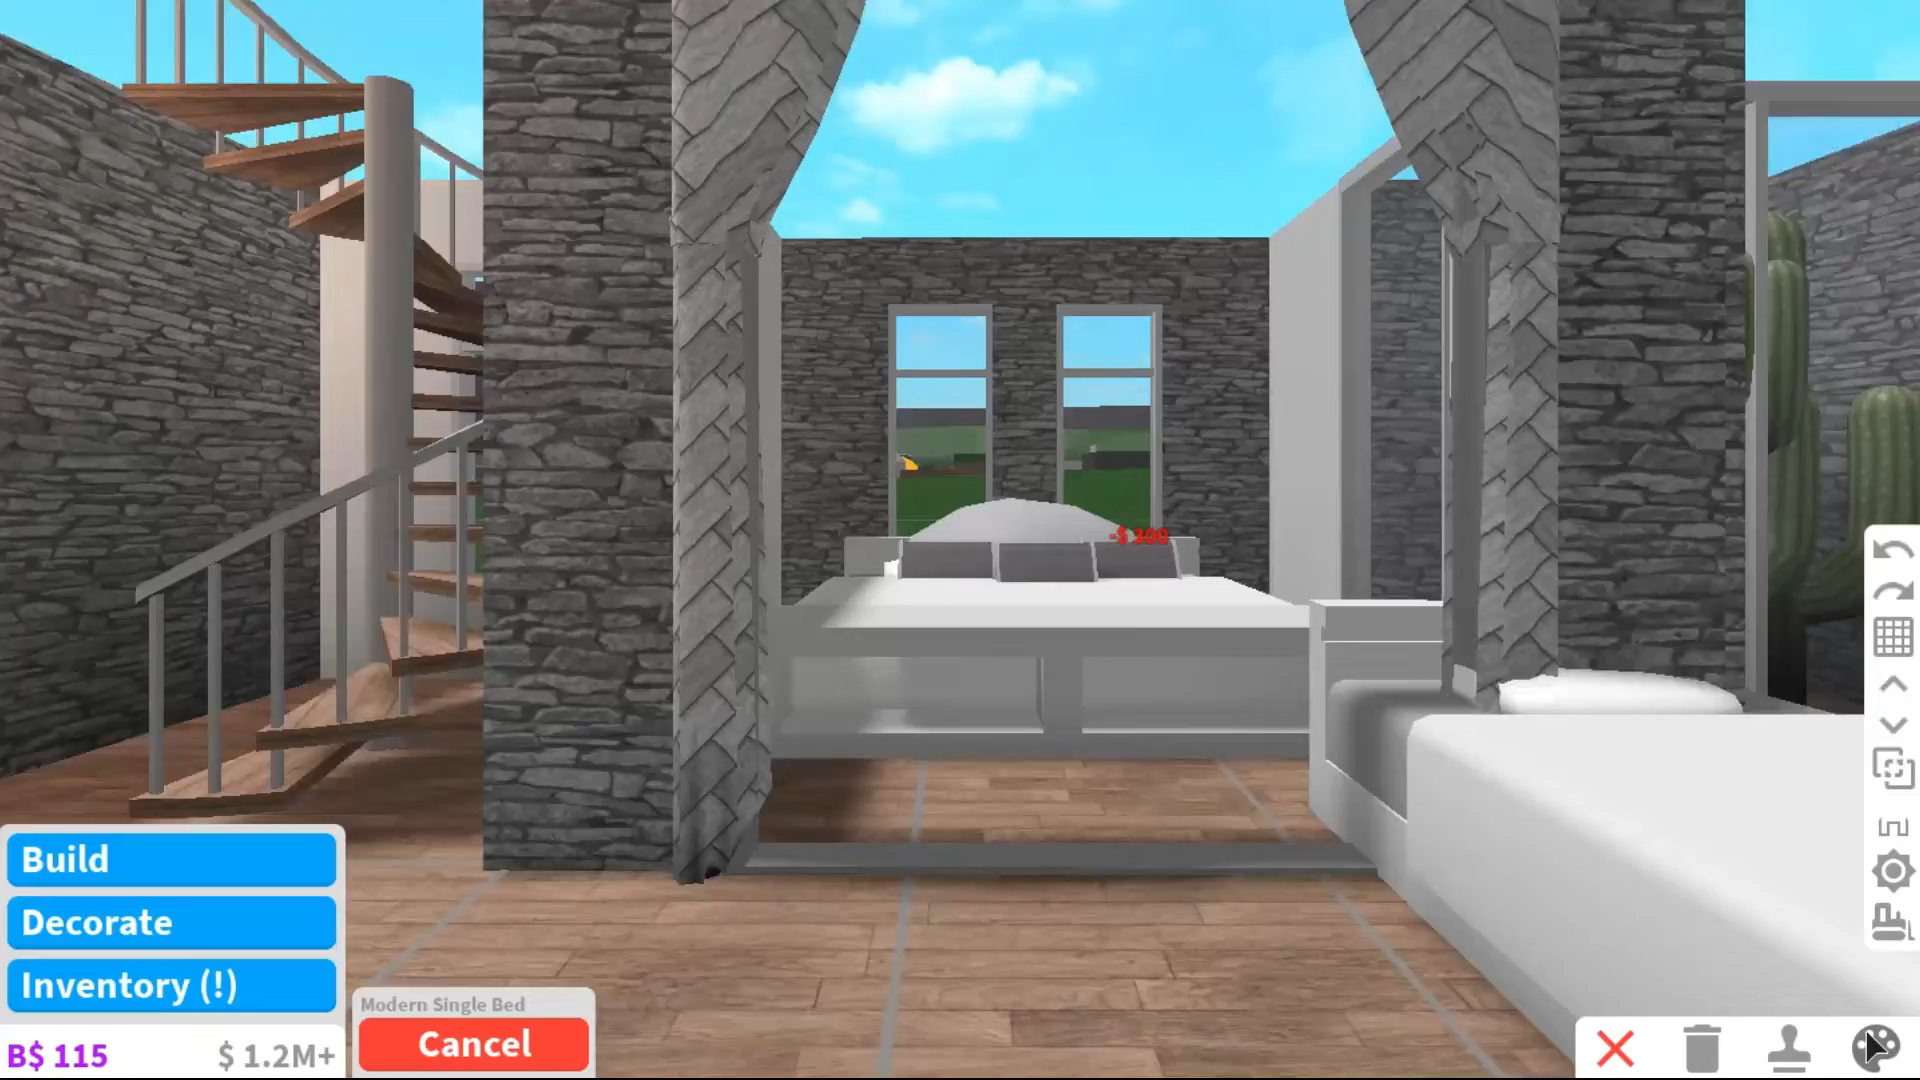 -$ 300
Build
Decorate
Inventory (!)
Modern Single Bed
Cancel
B$ 115
$ 1.2M+